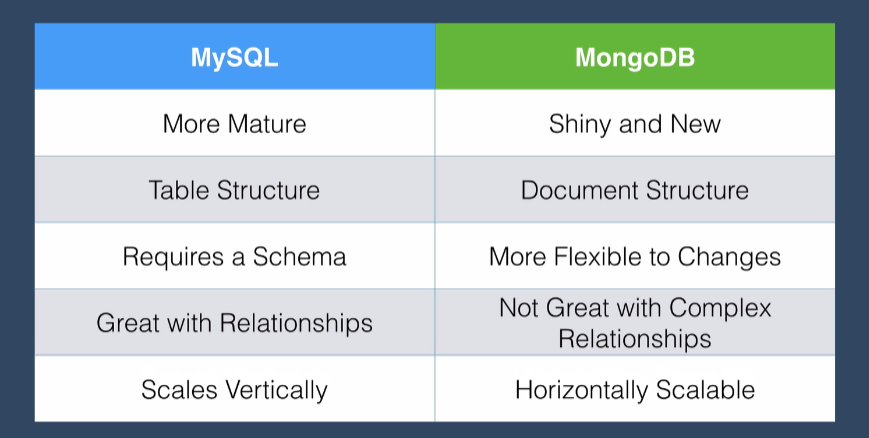 MySQL MongoDB
More Mature Shiny and New
Table Structure Document Structure
Requires a Schema More Flexible to Changes
Great with Relationships Not Great with Complex
Relationships
Scales Vertically Horizontally Scalable